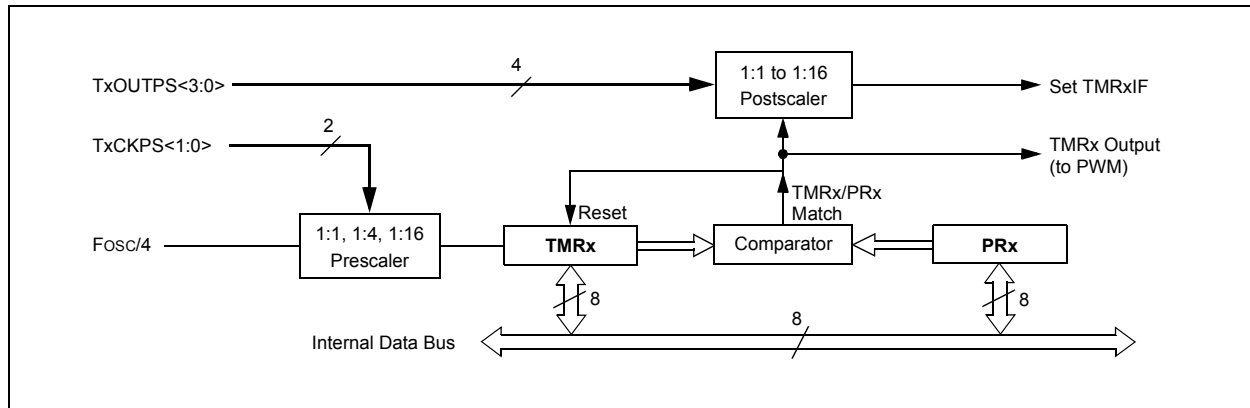 TxOUTPS<3:0>
4
1:1 to 1:16
Postscaler
Set TMRxIF
TxCKPS<1:0>
2
TMRx Output
(to PWM)
Reset
TMRx/PRx
Match
FOSC/4
1:1, 1:4, 1:16
Prescaler
TMRx
Comparator
PRx
8
8
8
Internal Data Bus